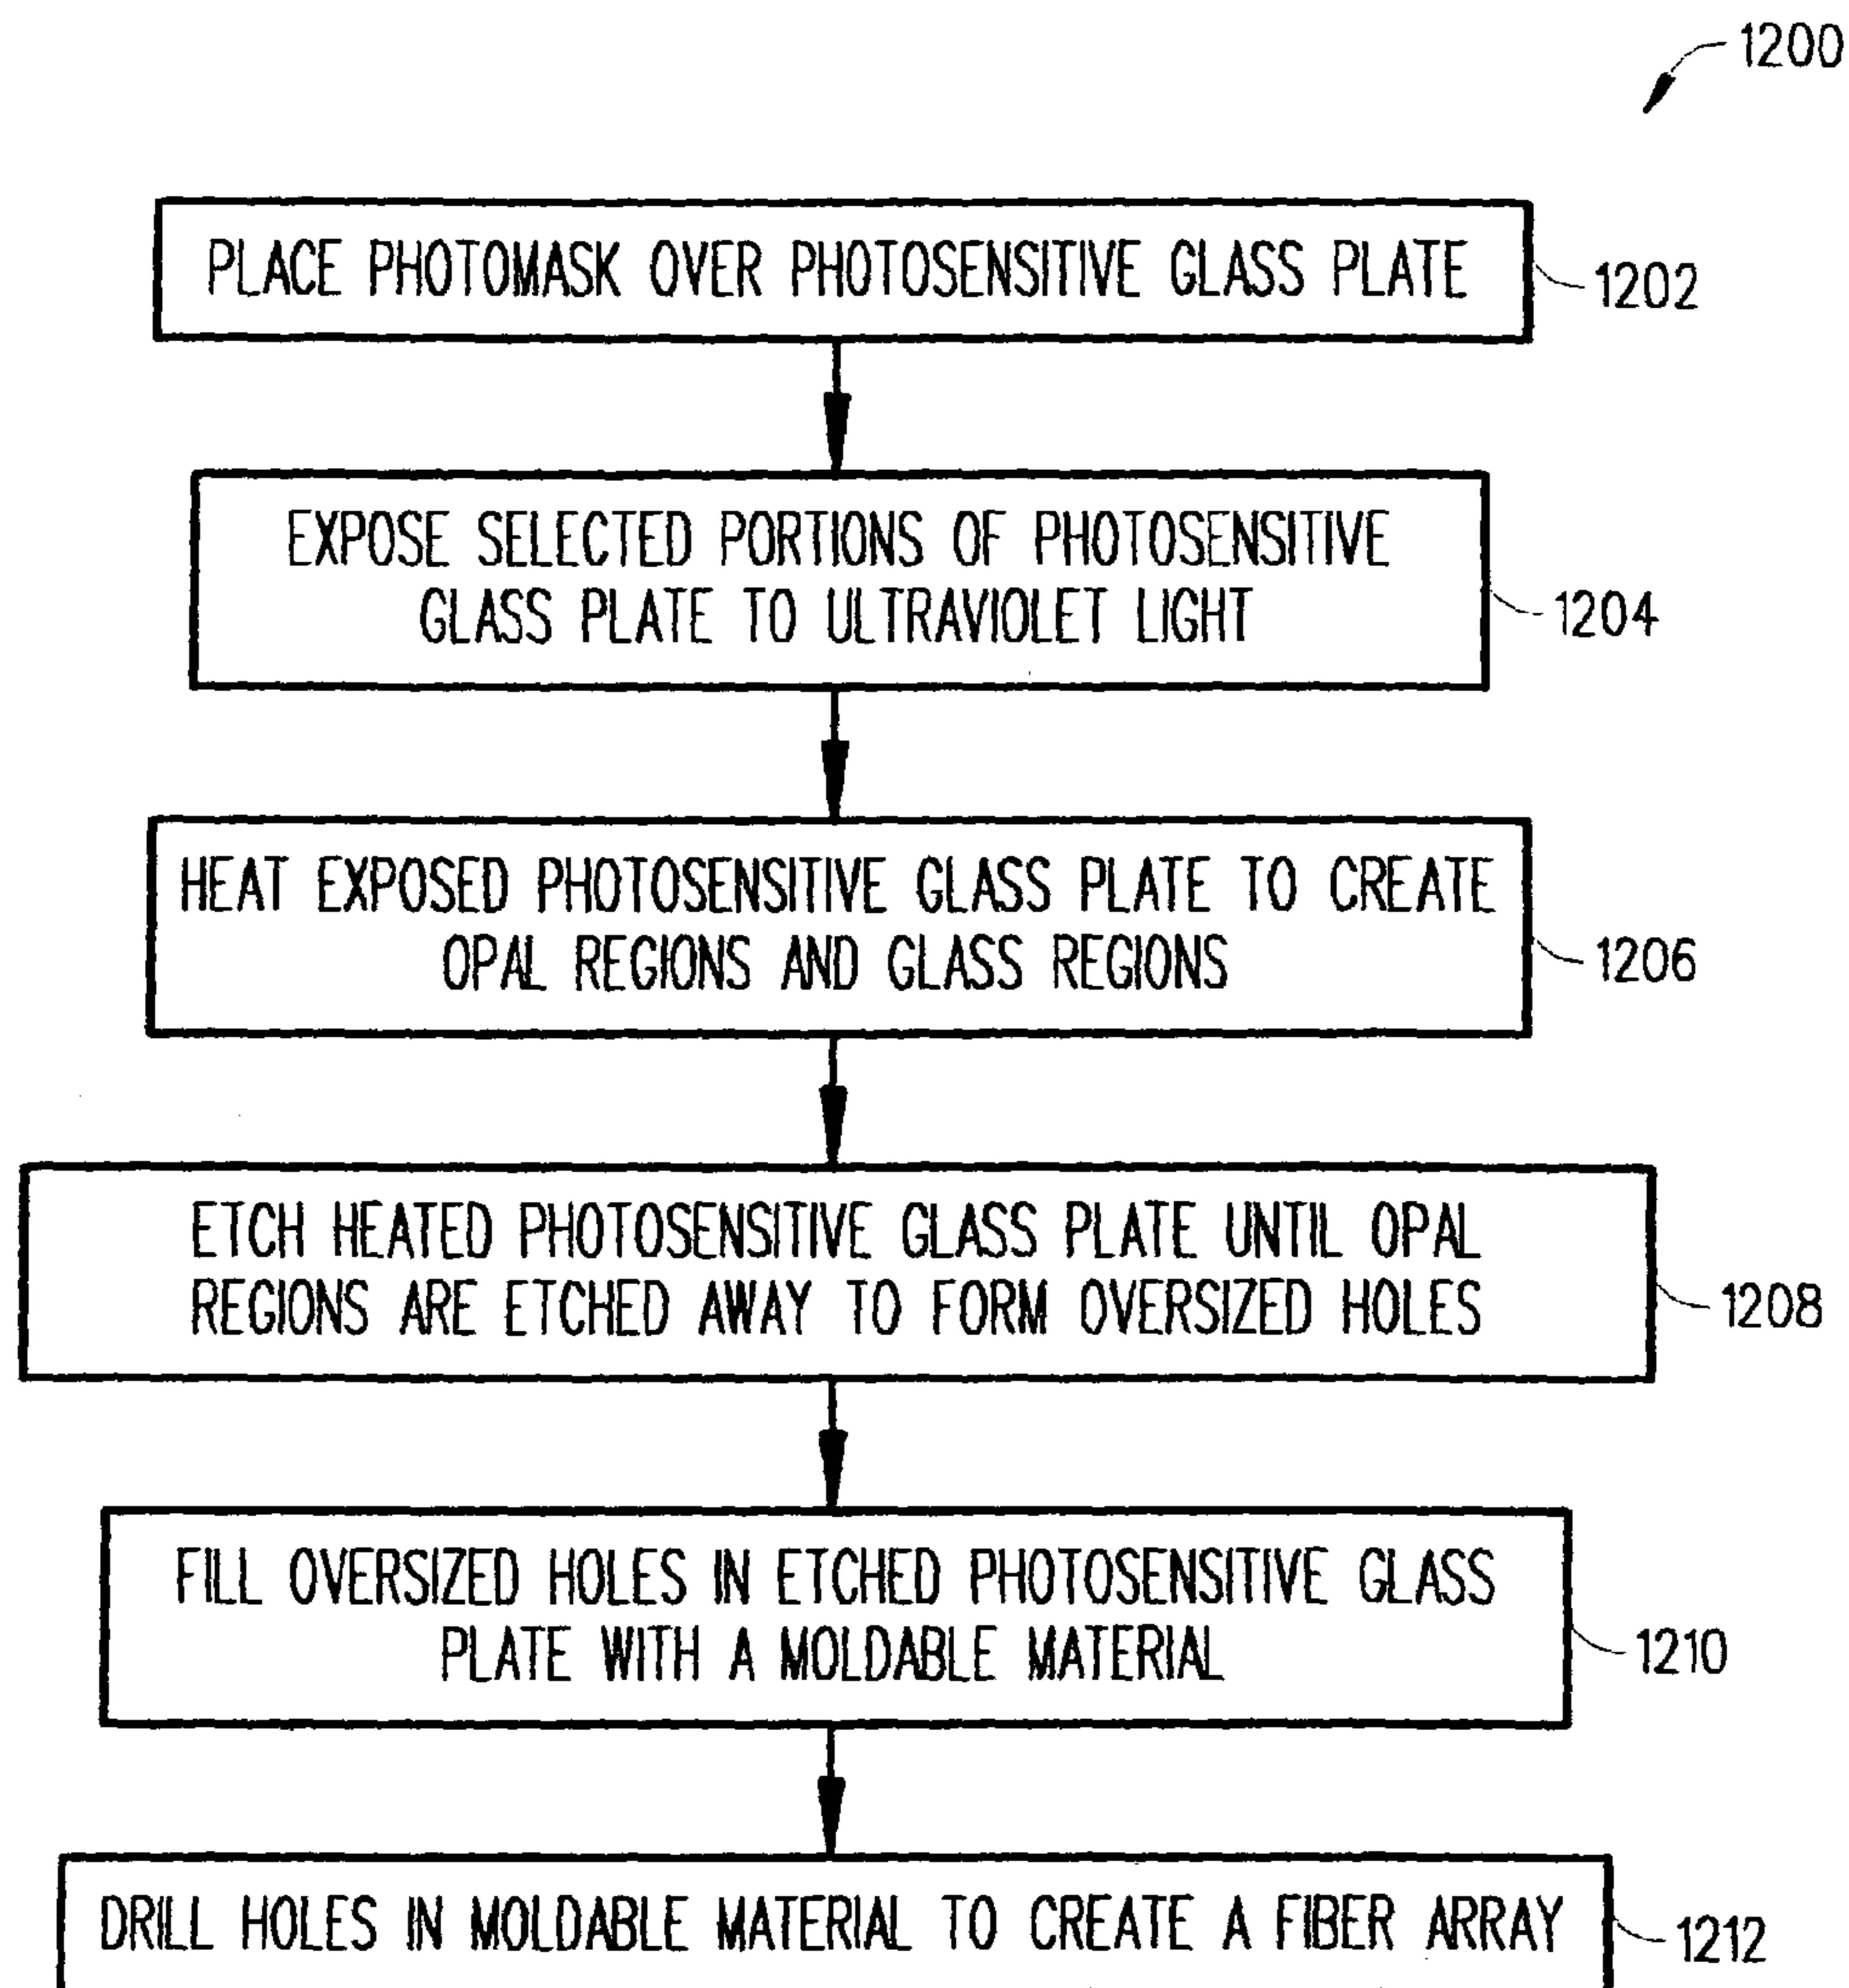 1200
PLACE PHOTOMASK OVER PHOTOSENSITIVE GLASS PLATE
1202
EXPOSE SELECTED PORTIONS OF PHOTOSENSITIVE
GLASS PLATE TO ULTRAVIOLET LIGHT
1204
HEAT EXPOSED PHOTOSENSITIVE GLASS PLATE TO CREATE
OPAL REGIONS AND GLASS REGIONS
1206
ETCH HEATED PHOTOSENSITIVE GLASS PLATE UNTIL OPAL
REGIONS ARE ETCHED AWAY TO FORM OVERSIZED HOLES
1208
FILL OVERSIZED HOLES IN ETCHED PHOTOSENSITIVE GLASS
PLATE WITH A MOLDABLE MATERIAL
1210
DRILL HOLES IN MOLDABLE MATERIAL TO CREATE A FIBER ARRAY
1212